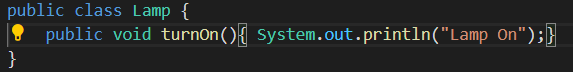 public class Lamp {
    public void turnOn(){ System.out.println("Lamp On");}
}